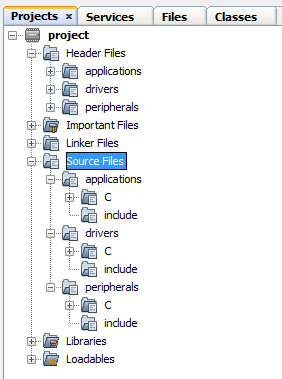 Projects × Services Files Classes
project
Header Files
applications
drivers
peripherals
Important Files
Linker Files
Source Files
applications
C
include
drivers
C
include
peripherals
C
include
Libraries
Loadables